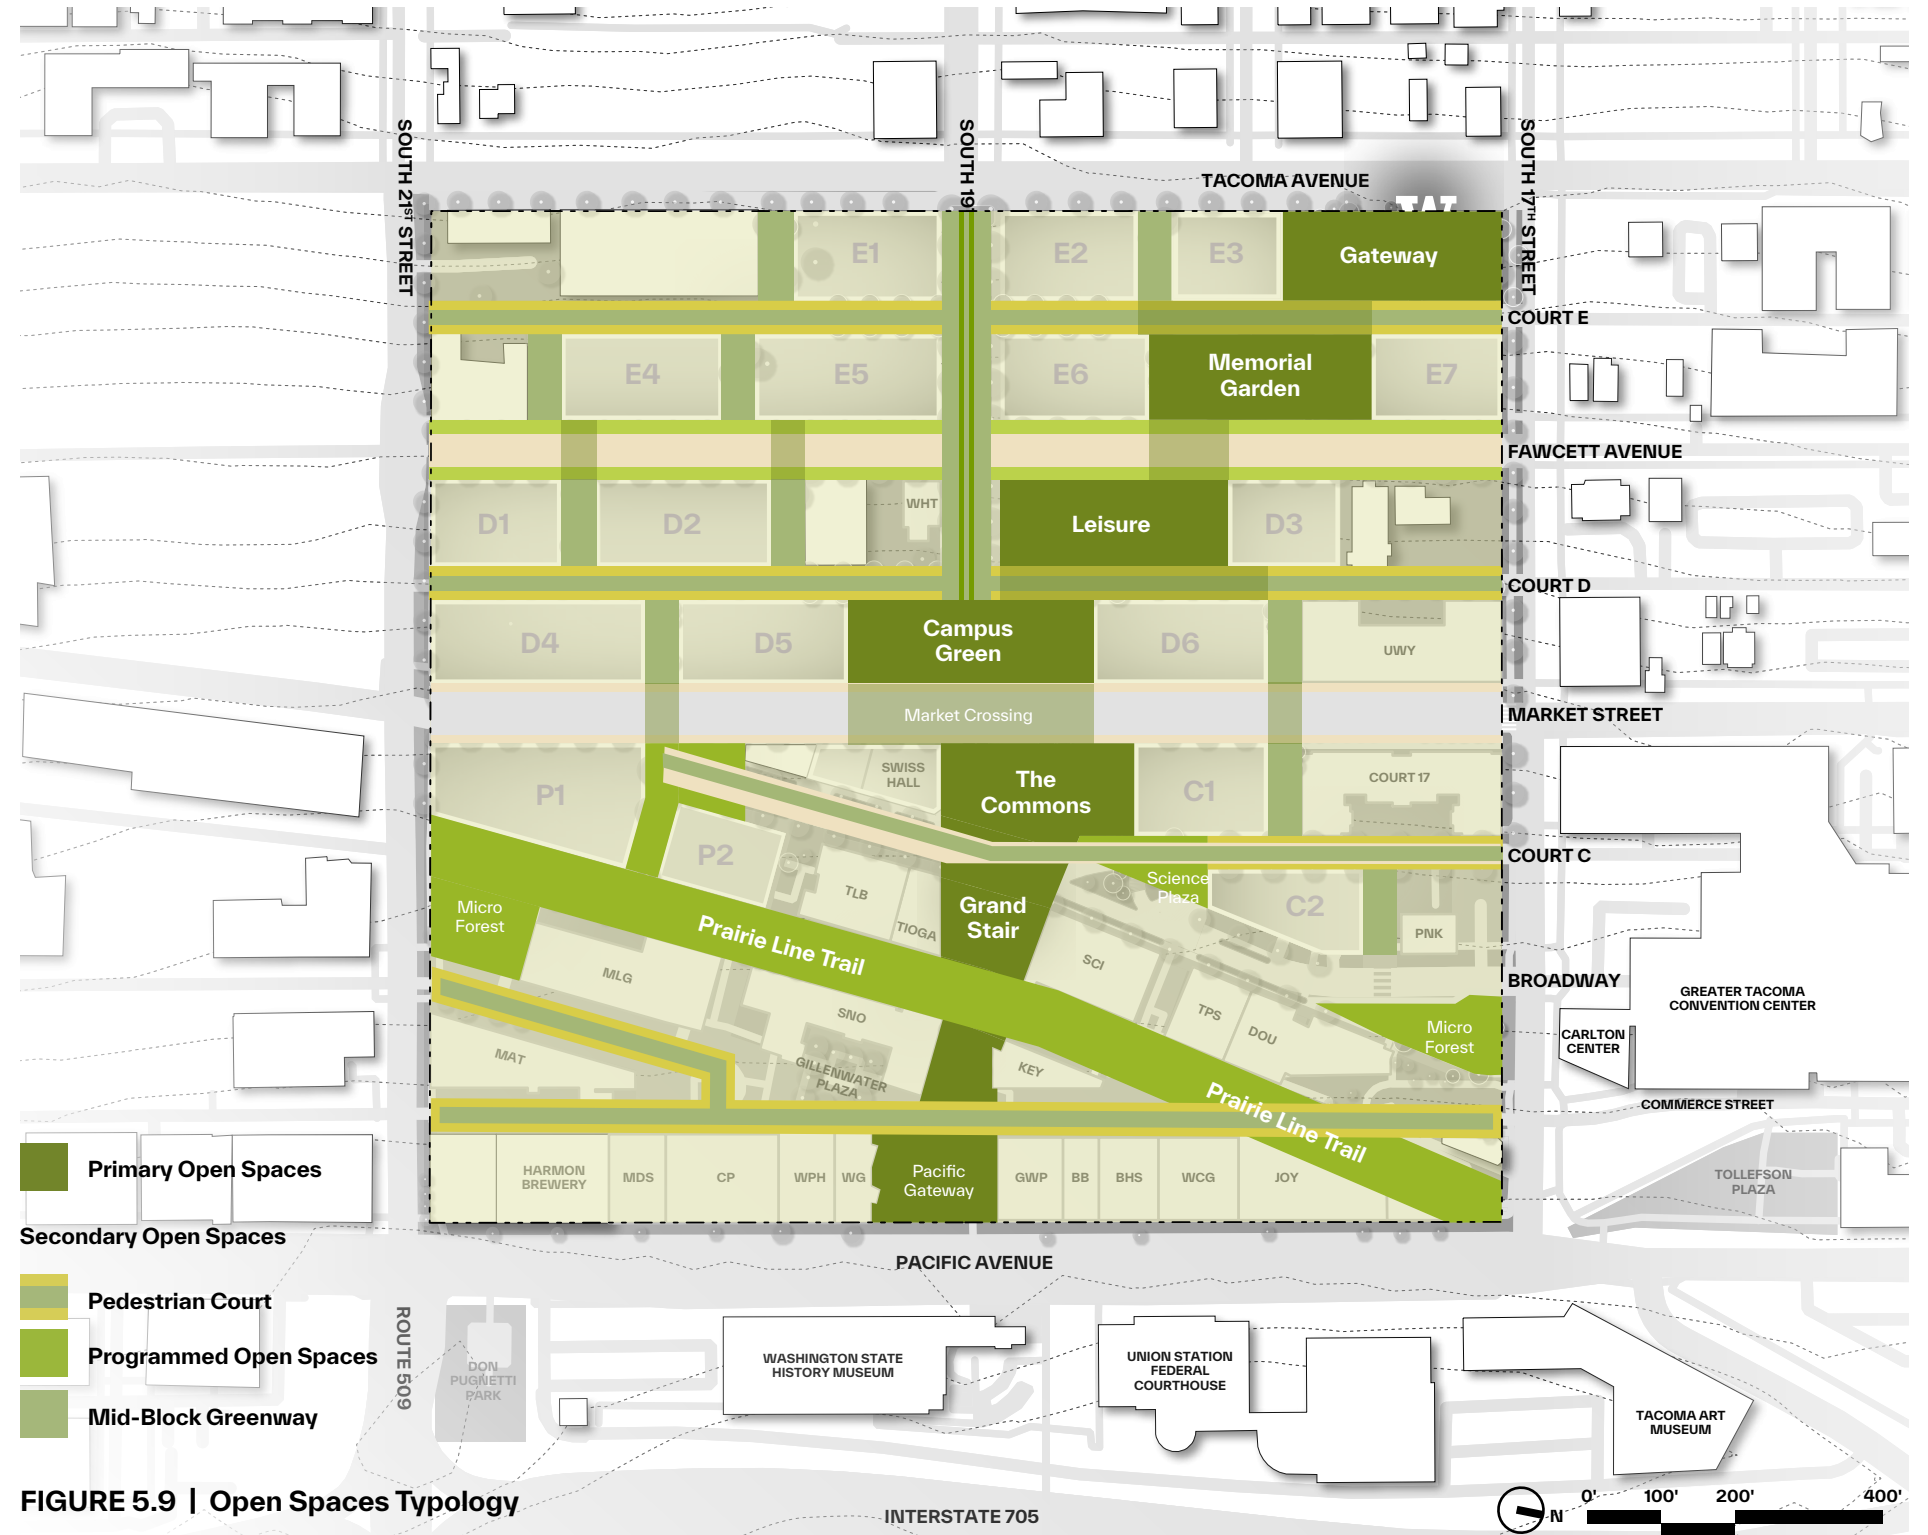 SOUTH 21ST STREET
SOUTH 19
SOUTH 17TH STREET
TACOMA AVENUE
W
E1
E2
E3
Gateway
COURT E
E4
E5
E6
Memorial
Garden
E7
FAWCETT AVENUE
D1
D2
WHT
Leisure
D3
COURT D
D4
D5
Campus
Green
D6
UWY
Market Crossing
MARKET STREET
P1
SWISS
HALL
The
Commons
C1
COURT 17
P2
COURT C
TLB
TIOGA
Science
Plaza
C2
Micro
Forest
Grand
Stair
PNK
Prairie Line Trail
MLG
SCI
BROADWAY
GREATER TACOMA
CONVENTION CENTER
SNO
TPS
DOU
Micro
Forest
CARLTON
CENTER
MAT
GILLENWATER
PLAZA
KEY
Prairie Line Trail
COMMERCE STREET
HARMON
BREWERY
MDS
CP
WPH
WG
Pacific
Gateway
GWP
BB
BHS
WCG
JOY
TOLLEFSON
PLAZA
Primary Open Spaces
Secondary Open Spaces
Pedestrian Court
Programmed Open Spaces
Mid-Block Greenway
PACIFIC AVENUE
ROUTE 509
DON
PUGNETTI
PARK
WASHINGTON STATE
HISTORY MUSEUM
UNION STATION
FEDERAL
COURTHOUSE
TACOMA ART
MUSEUM
FIGURE 5.9 | Open Spaces Typology
INTERSTATE 705
N
0' 100' 200' 400'